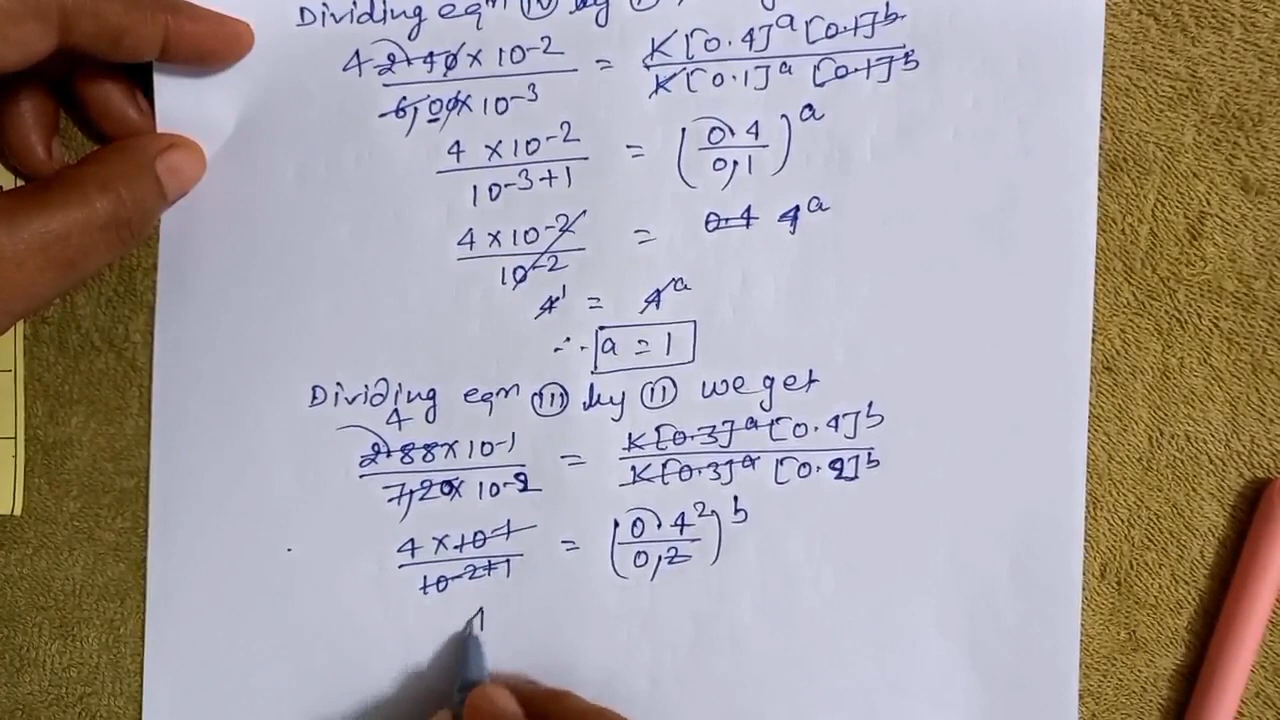 Dividing eqn IV by I,
4 2.40 × 10-2 / 6,00 × 10-3 = K[0.4]a [0.1]b / K[0.1]a [0.1]b
4 × 10-2 / 10-3+1 = (0.4 / 0,1)a
4 × 10-2 / 10-2 = 0.4 4a
41 = 4a
∴ a = 1
Dividing eqn III by II we get
4
2.88 × 10-1 / 7,20 × 10-2 = K[0.3]a [0.4]b / K[0.3]a [0.2]b
4 × 10-1 / 10-2+1 = (0.4 2 / 0,2)b